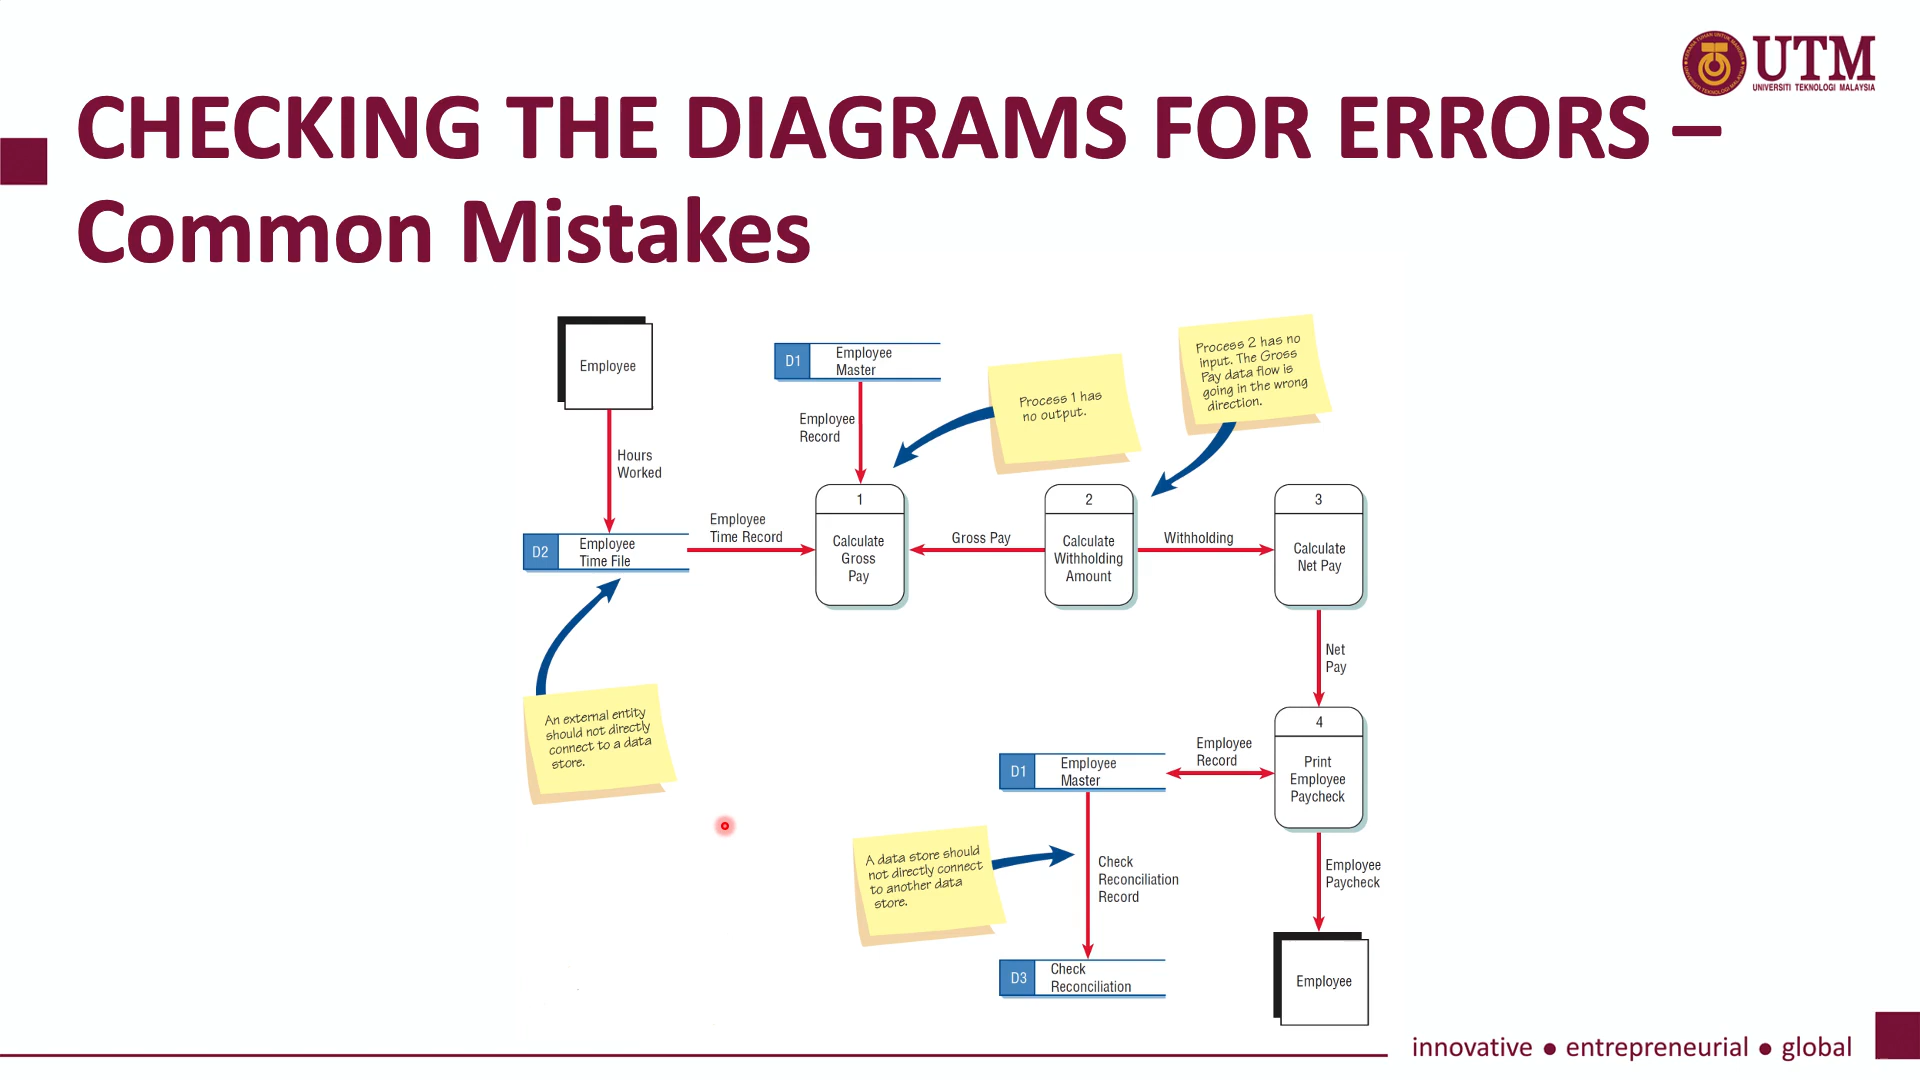 UTM
UNIVERSITI TEKNOLOGI MALAYSIA
CHECKING THE DIAGRAMS FOR ERRORS –
Common Mistakes
Employee
D1
Employee
Master
Process 1 has
no output.
Process 2 has no
input. The Gross
Pay data flow is
going in the wrong
direction.
Employee
Record
Hours
Worked
D2
Employee
Time File
Employee
Time Record
1
Calculate
Gross
Pay
Gross Pay
2
Calculate
Withholding
Amount
Withholding
3
Calculate
Net Pay
Net
Pay
An external entity
should not directly
connect to a data
store.
D1
Employee
Master
Employee
Record
4
Print
Employee
Paycheck
A data store should
not directly connect
to another data
store.
Check
Reconciliation
Record
Employee
Paycheck
D3
Check
Reconciliation
Employee
innovative ● entrepreneurial ● global